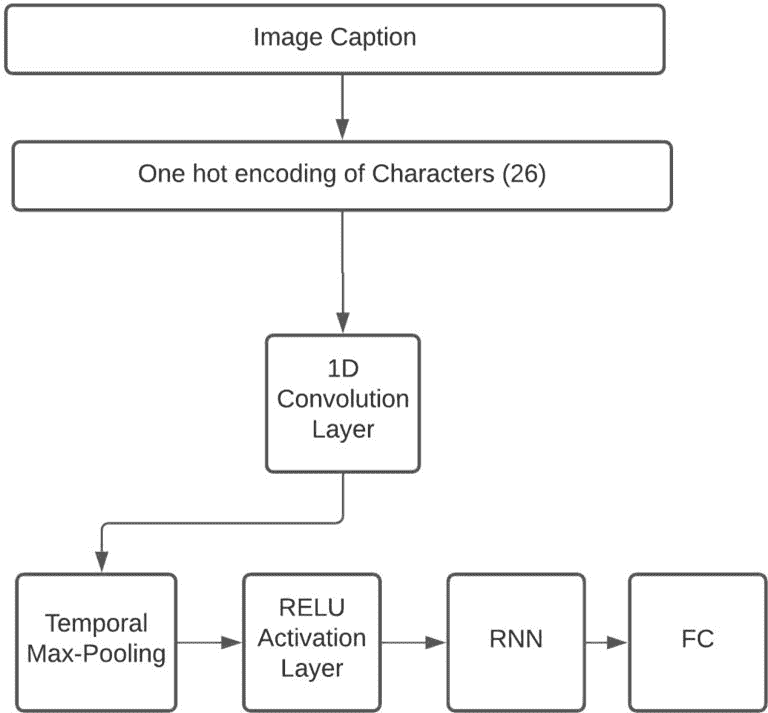 Image Caption
One hot encoding of Characters (26)
1D
Convolution
Layer
Temporal
Max-Pooling
RELU
Activation
Layer
RNN
FC